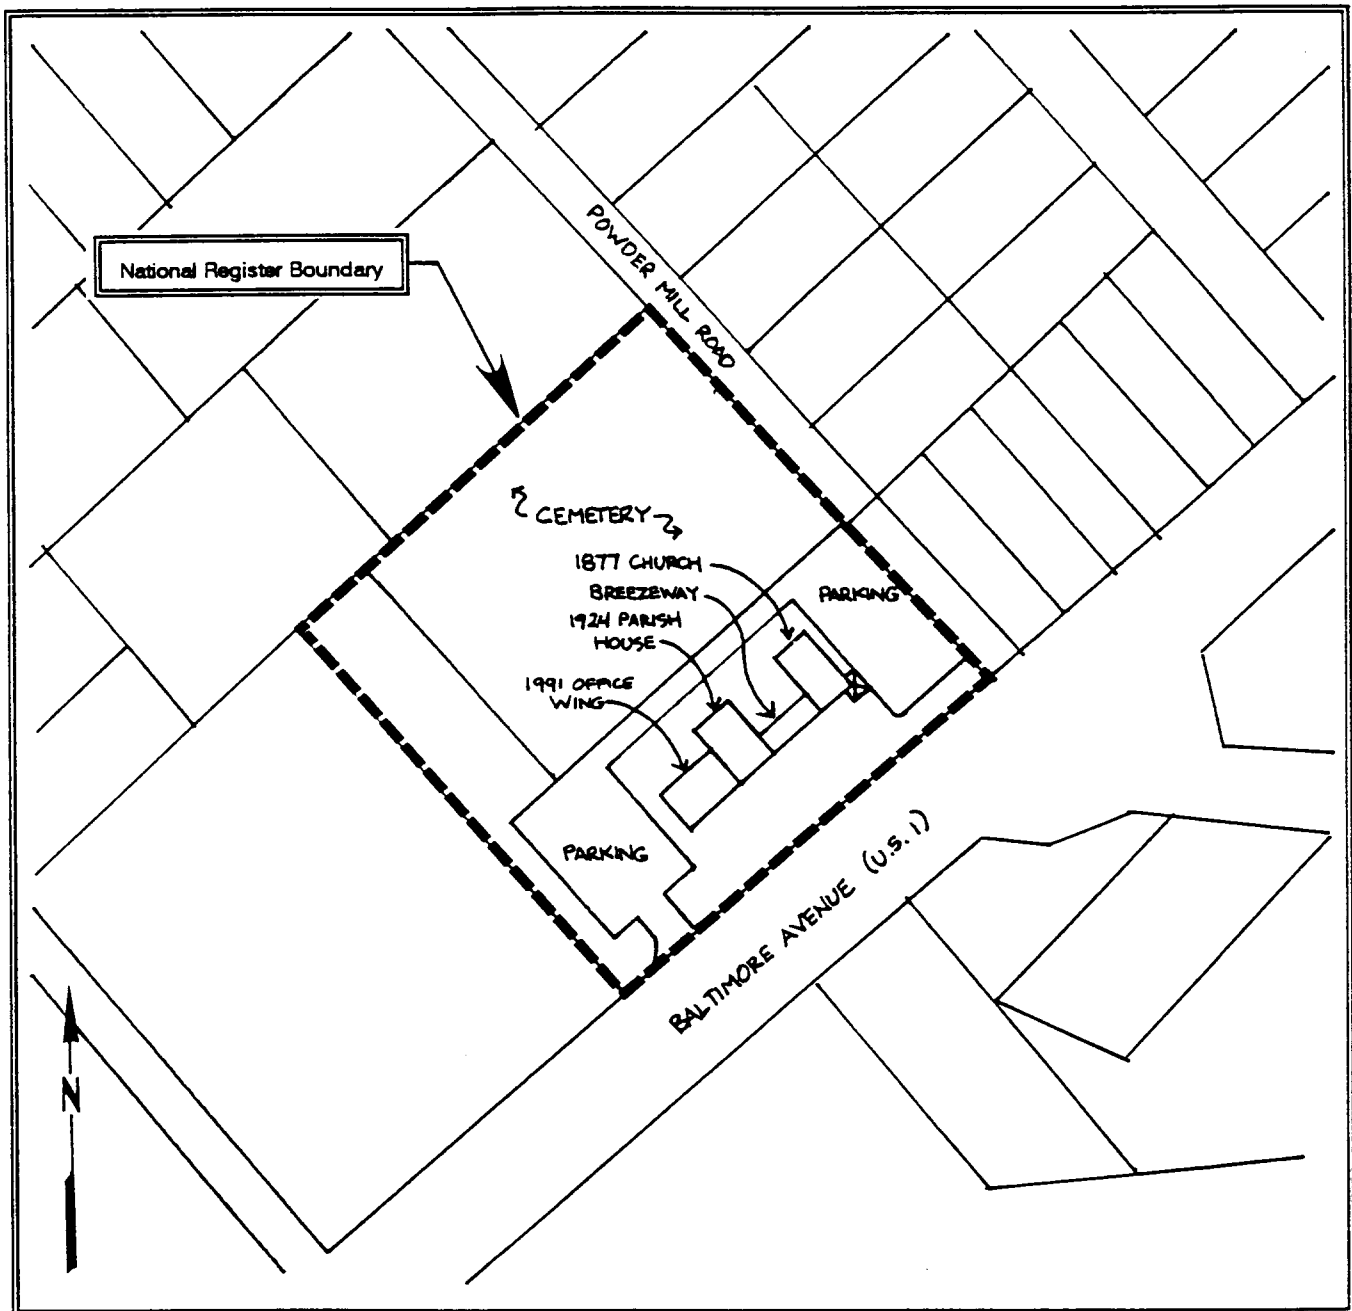 POWDER MILL ROAD
National Register Boundary
CEMETERY
1877 CHURCH
BREEZEWAY
PARKING
1924 PARISH
HOUSE
1991 OFFICE
WING
PARKING
BALTIMORE AVENUE (U.S. 1)
N